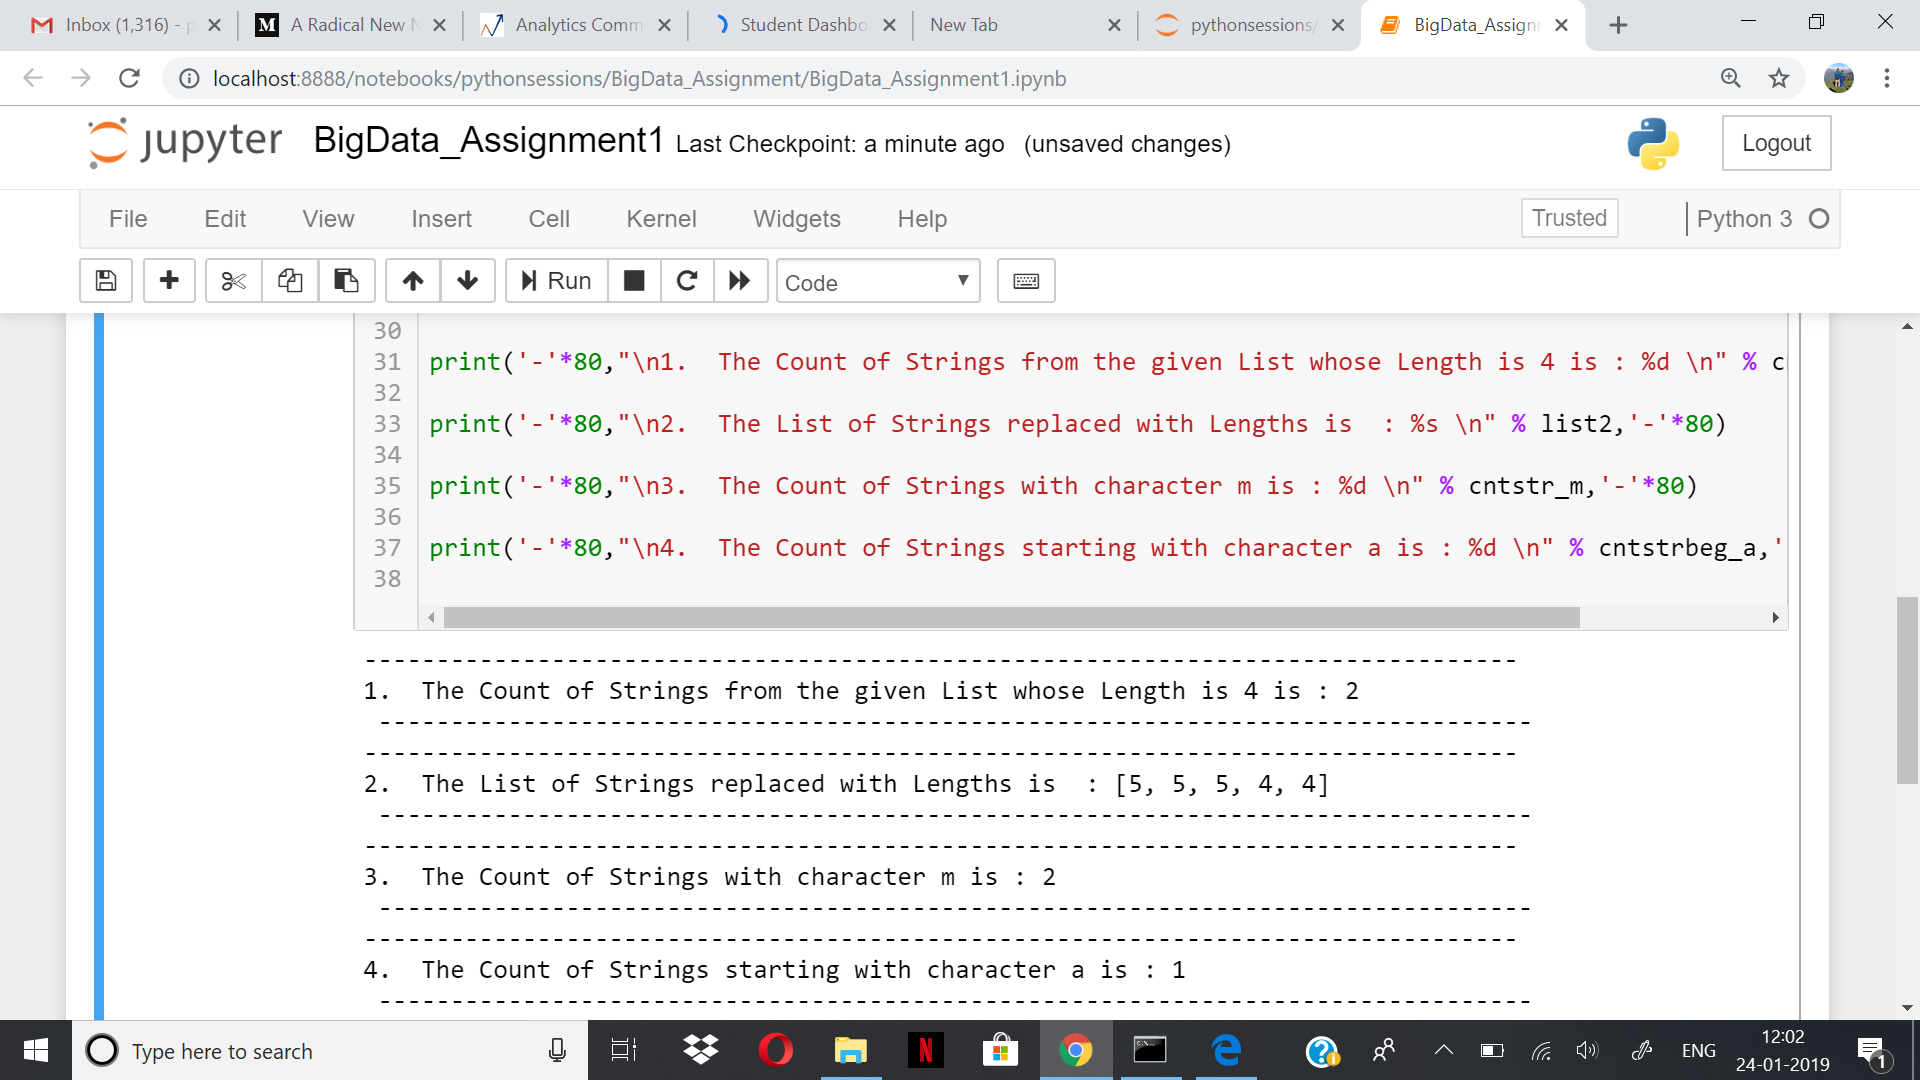 Inbox (1,316) - p
M A Radical New N
Analytics Comm
Student Dashbo
New Tab
pythonsessions/
BigData_Assignm
localhost:8888/notebooks/pythonsessions/BigData_Assignment/BigData_Assignment1.ipynb
jupyter BigData_Assignment1 Last Checkpoint: a minute ago (unsaved changes)
Logout
File Edit View Insert Cell Kernel Widgets Help
Trusted
Python 3
Run
Code
30
31 print('-'*80,"\n1.  The Count of Strings from the given List whose Length is 4 is : %d \n" % c
32
33 print('-'*80,"\n2.  The List of Strings replaced with Lengths is  : %s \n" % list2,'-'*80)
34
35 print('-'*80,"\n3.  The Count of Strings with character m is : %d \n" % cntstr_m,'-'*80)
36
37 print('-'*80,"\n4.  The Count of Strings starting with character a is : %d \n" % cntstrbeg_a,'
38
--------------------------------------------------------------------------------
1.  The Count of Strings from the given List whose Length is 4 is : 2
 --------------------------------------------------------------------------------
--------------------------------------------------------------------------------
2.  The List of Strings replaced with Lengths is  : [5, 5, 5, 4, 4]
 --------------------------------------------------------------------------------
--------------------------------------------------------------------------------
3.  The Count of Strings with character m is : 2
 --------------------------------------------------------------------------------
--------------------------------------------------------------------------------
4.  The Count of Strings starting with character a is : 1
 --------------------------------------------------------------------------------
Type here to search
N
ENG
12:02
24-01-2019
1